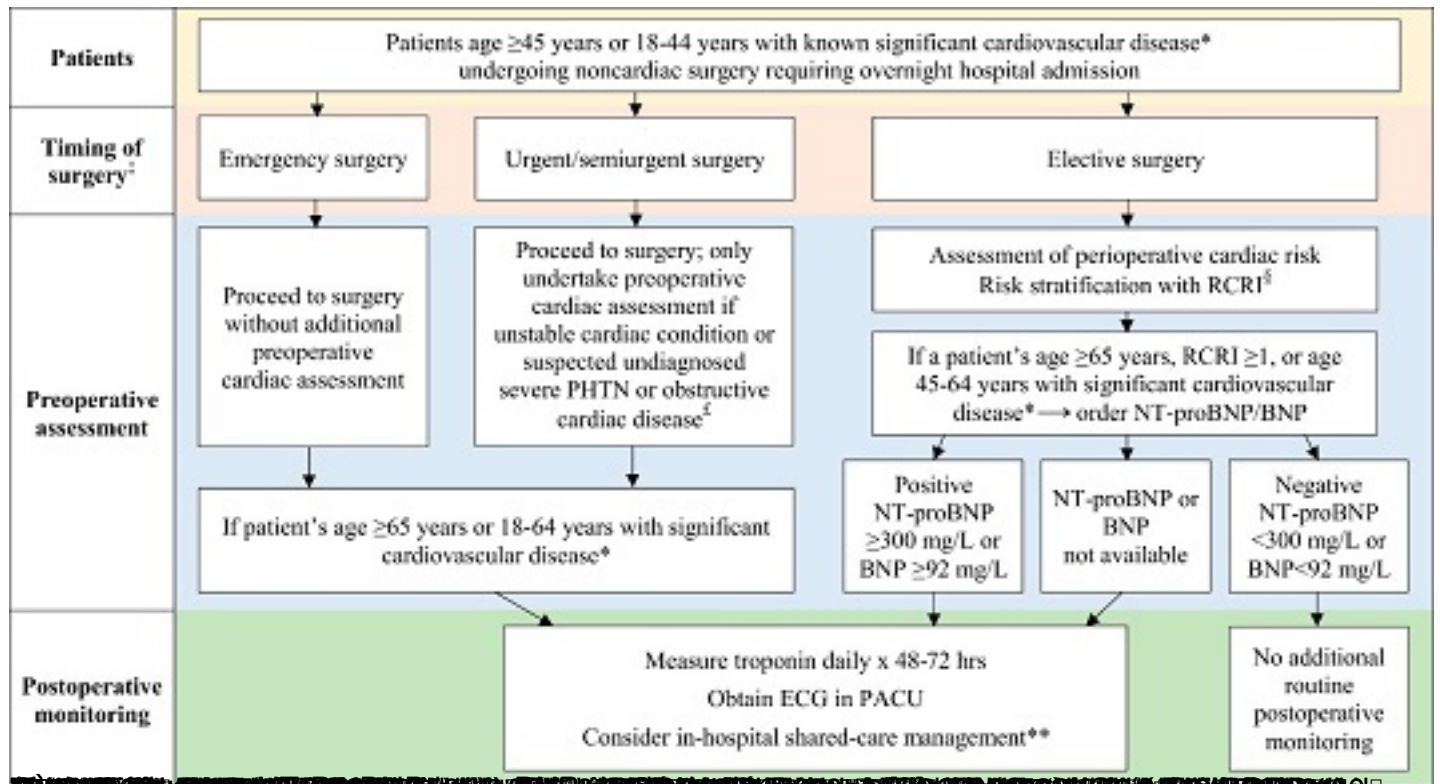 Patients
Patients age ≥45 years or 18-44 years with known significant cardiovascular disease*
undergoing noncardiac surgery requiring overnight hospital admission
Timing of
surgery‡
Emergency surgery
Urgent/semiurgent surgery
Elective surgery
Preoperative
assessment
Proceed to surgery
without additional
preoperative
cardiac assessment
Proceed to surgery; only
undertake preoperative
cardiac assessment if
unstable cardiac condition or
suspected undiagnosed
severe PHTN or obstructive
cardiac disease£
Assessment of perioperative cardiac risk
Risk stratification with RCRI§
If a patient's age ≥65 years, RCRI ≥1, or age
45-64 years with significant cardiovascular
disease* → order NT-proBNP/BNP
If patient's age ≥65 years or 18-64 years with significant
cardiovascular disease*
Positive
NT-proBNP
≥300 mg/L or
BNP ≥92 mg/L
NT-proBNP or
BNP
not available
Negative
NT-proBNP
<300 mg/L or
BNP<92 mg/L
Postoperative
monitoring
Measure troponin daily x 48-72 hrs
Obtain ECG in PACU
Consider in-hospital shared-care management**
No additional
routine
postoperative
monitoring